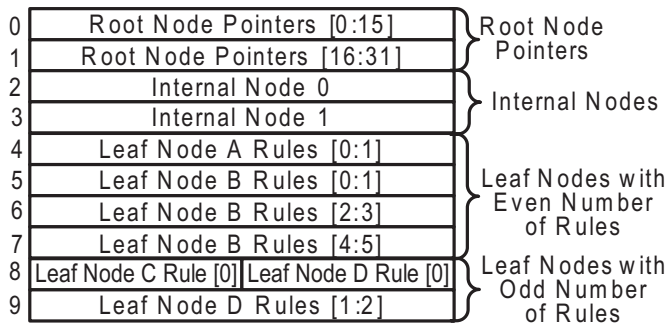 0 Root Node Pointers [0:15]
1 Root Node Pointers [16:31]
Root Node
Pointers
2 Internal Node 0
3 Internal Node 1
Internal Nodes
4 Leaf Node A Rules [0:1]
5 Leaf Node B Rules [0:1]
6 Leaf Node B Rules [2:3]
7 Leaf Node B Rules [4:5]
Leaf Nodes with
Even Number
of Rules
8 Leaf Node C Rule [0] Leaf Node D Rule [0]
9 Leaf Node D Rules [1:2]
Leaf Nodes with
Odd Number
of Rules